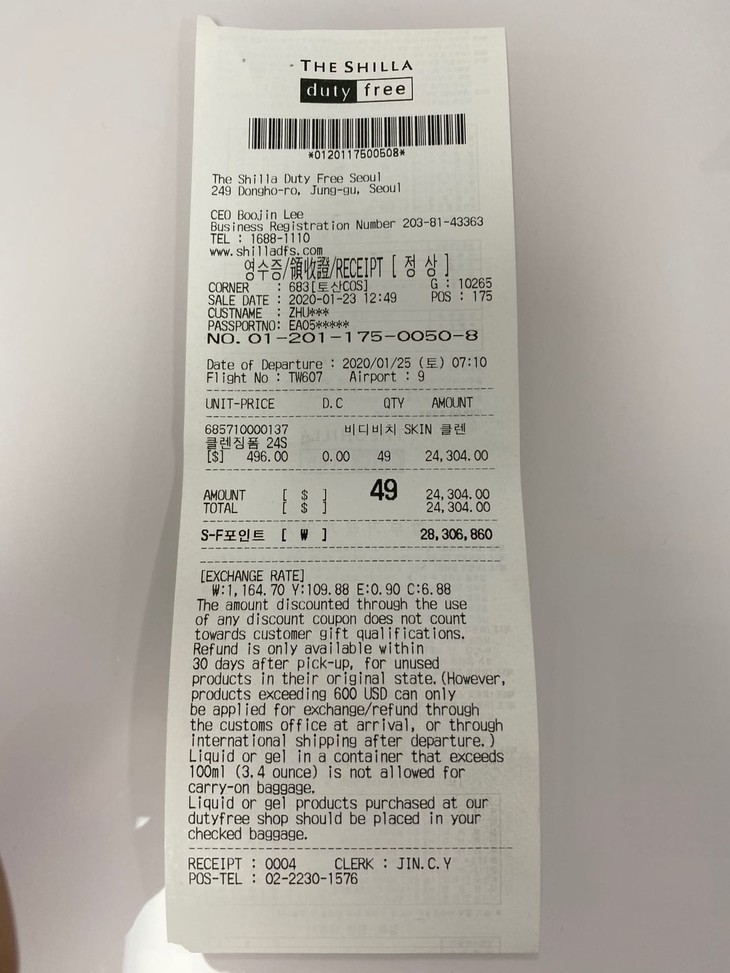 THE SHILLA
duty free
*0120117500508*
The Shilla Duty Free Seoul
249 Dongho-ro, Jung-gu, Seoul
CEO Boojin Lee
Business Registration Number 203-81-43363
TEL : 1688-1110
www.shilladfs.com
영수증/領收證/RECEIPT [ 정 상 ]
CORNER : 683[토산COS] G : 10265
SALE DATE : 2020-01-23 12:49 POS : 175
CUSTNAME : ZHU***
PASSPORTNO: EA05*****
NO. 01-201-175-0050-8
Date of Departure : 2020/01/25 (토) 07:10
Flight No : TW607 Airport : 9
UNIT-PRICE D.C QTY AMOUNT
685710000137 비디비치 SKIN 클렌
클렌징폼 24S
[$] 496.00 0.00 49 24,304.00
AMOUNT [ $ ] 49 24,304.00
TOTAL [ $ ] 24,304.00
S-F포인트 [ ₩ ] 28,306,860
[EXCHANGE RATE]
₩:1,164.70 Y:109.88 E:0.90 C:6.88
The amount discounted through the use
of any discount coupon does not count
towards customer gift qualifications.
Refund is only available within
30 days after pick-up, for unused
products in their original state.(However,
products exceeding 600 USD can only
be applied for exchange/refund through
the customs office at arrival, or through
international shipping after departure.)
Liquid or gel in a container that exceeds
100ml (3.4 ounce) is not allowed for
carry-on baggage.
Liquid or gel products purchased at our
dutyfree shop should be placed in your
checked baggage.
RECEIPT : 0004 CLERK : JIN.C.Y
POS-TEL : 02-2230-1576